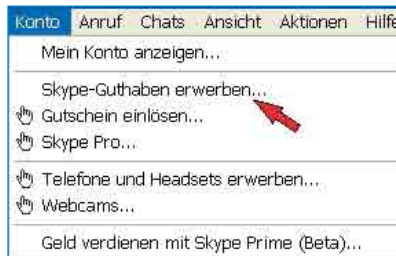 Konto Anruf Chats Ansicht Aktionen Hilfe
Mein Konto anzeigen...
Skype-Guthaben erwerben...
Gutschein einlösen...
Skype Pro...
Telefone und Headsets erwerben...
Webcams...
Geld verdienen mit Skype Prime (Beta)...